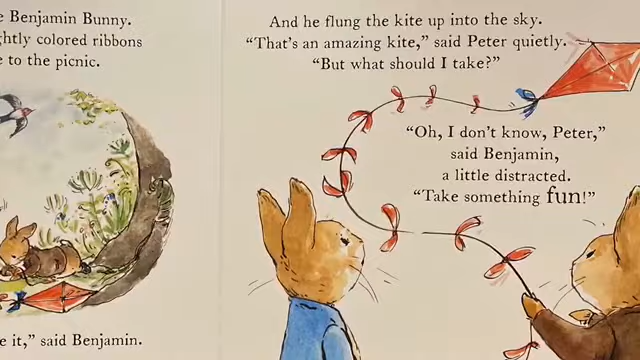 Benjamin Bunny.
colored ribbons
to the picnic.
it,” said Benjamin.
And he flung the kite up into the sky.
“That’s an amazing kite,” said Peter quietly.
“But what should I take?”
“Oh, I don’t know, Peter,”
said Benjamin,
a little distracted.
“Take something fun!”